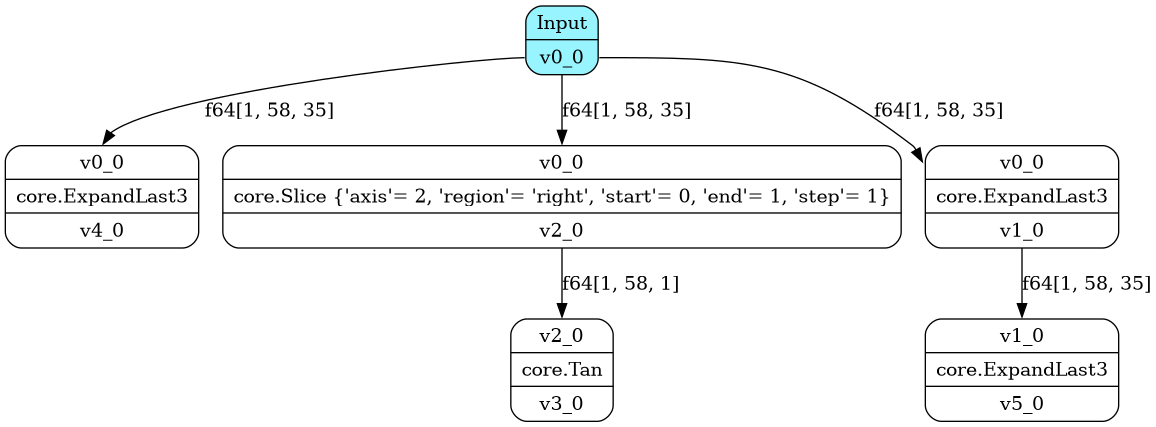 Input
v0_0
f64[1, 58, 35]
f64[1, 58, 35]
f64[1, 58, 35]
v0_0
core.ExpandLast3
v4_0
v0_0
core.Slice {'axis'= 2, 'region'= 'right', 'start'= 0, 'end'= 1, 'step'= 1}
v2_0
v0_0
core.ExpandLast3
v1_0
f64[1, 58, 1]
f64[1, 58, 35]
v2_0
core.Tan
v3_0
v1_0
core.ExpandLast3
v5_0